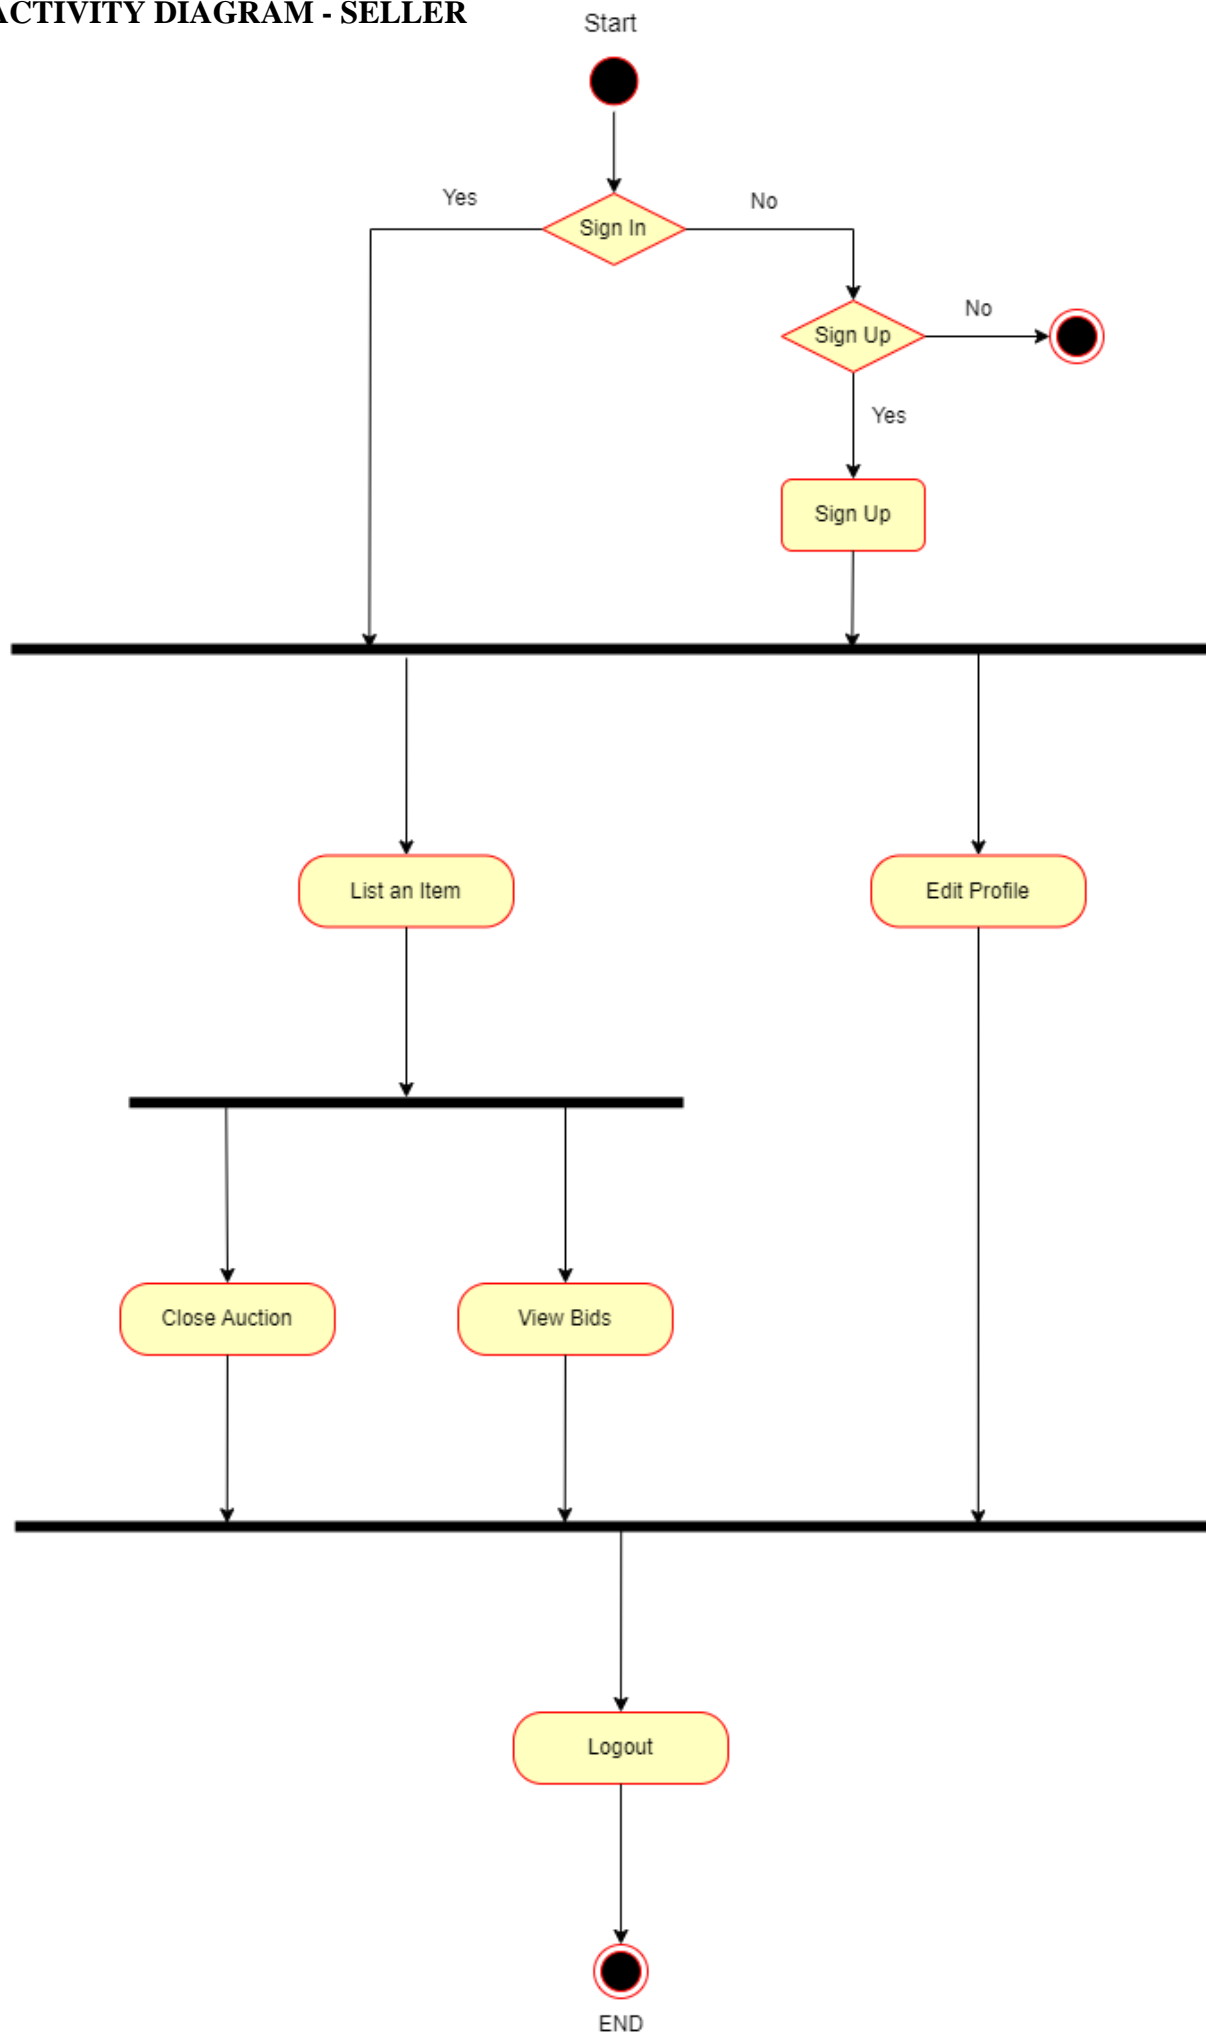 ACTIVITY DIAGRAM - SELLER
Start
Yes
No
Sign In
No
Sign Up
Yes
Sign Up
List an Item
Edit Profile
Close Auction
View Bids
Logout
END